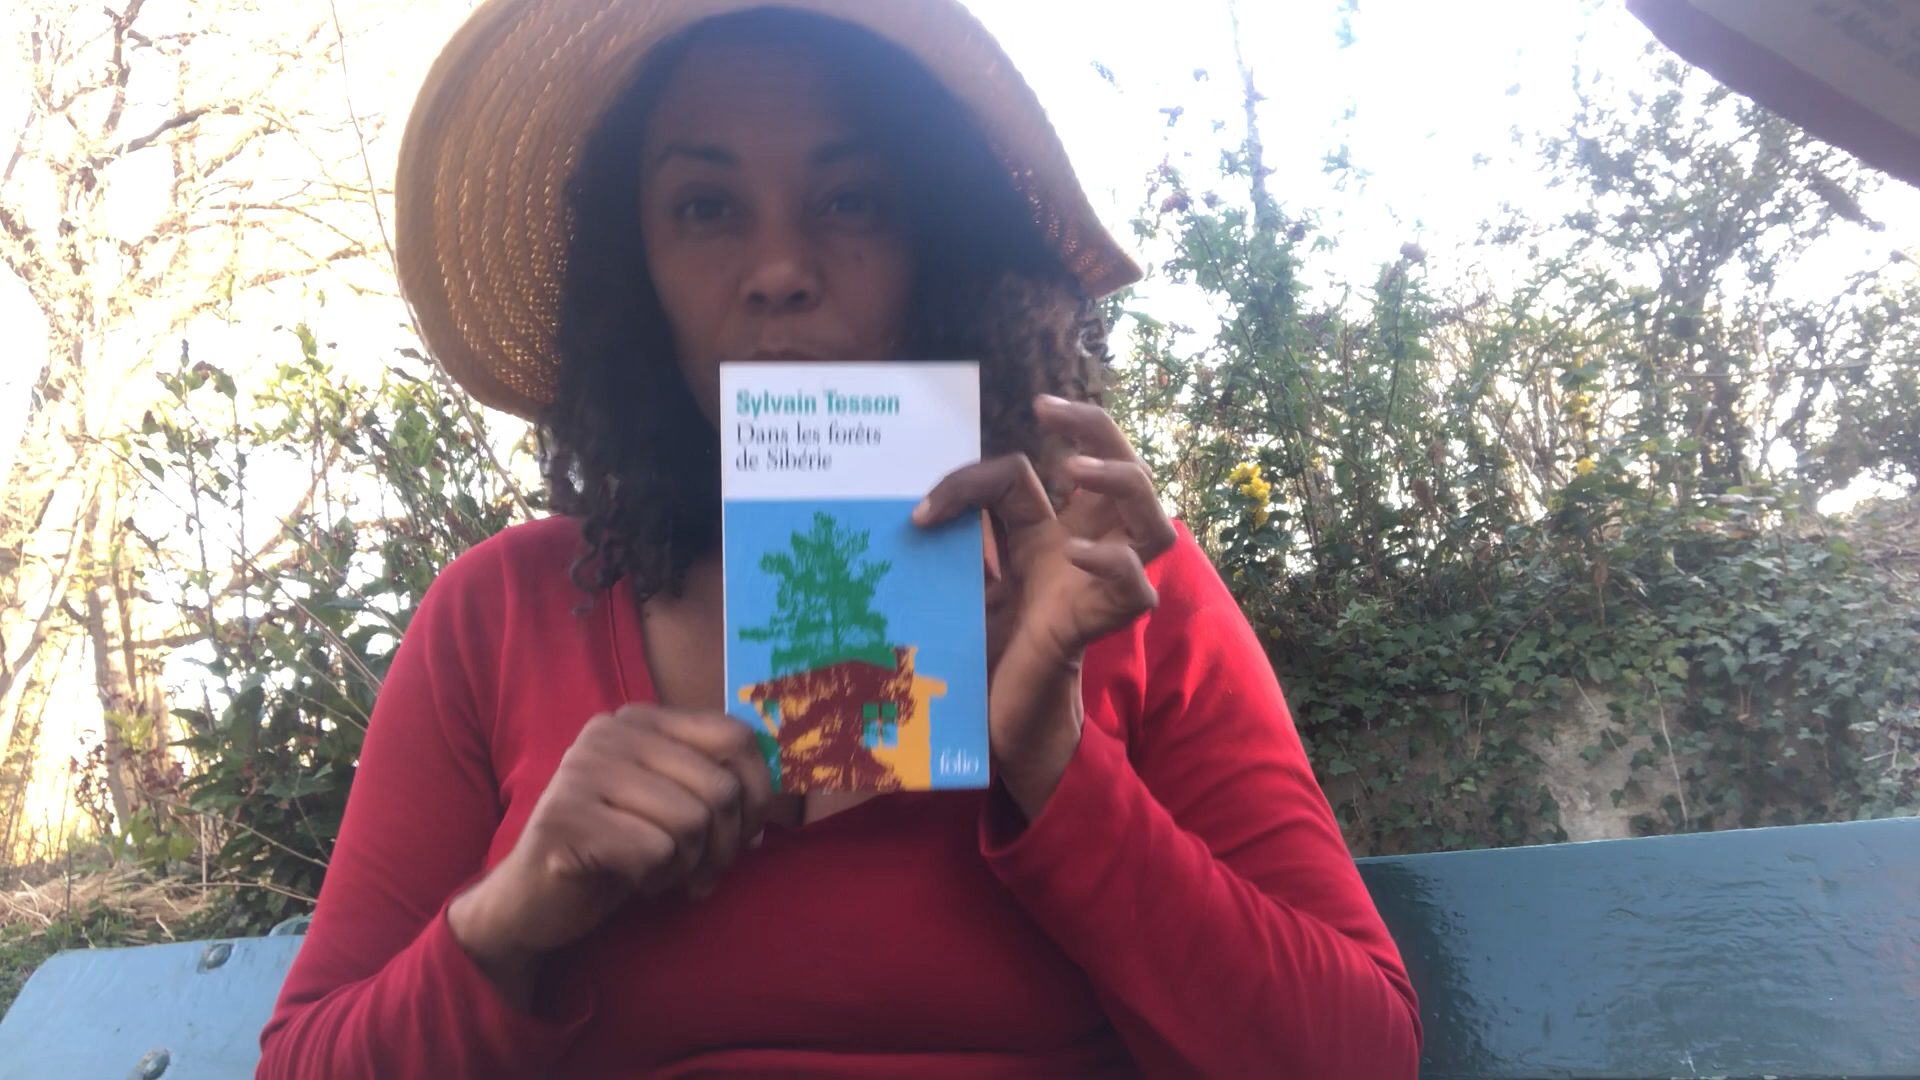 Sylvain Tesson
Dans les forêts
de Sibérie
folio